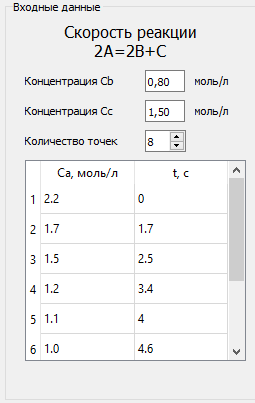 Входные данные
Скорость реакции
2A=2B+C
Концентрация Cb 0,80 моль/л
Концентрация Сс 1,50 моль/л
Количество точек 8
Са, моль/л t, с
1 2.2 0
2 1.7 1.7
3 1.5 2.5
4 1.2 3.4
5 1.1 4
6 1.0 4.6